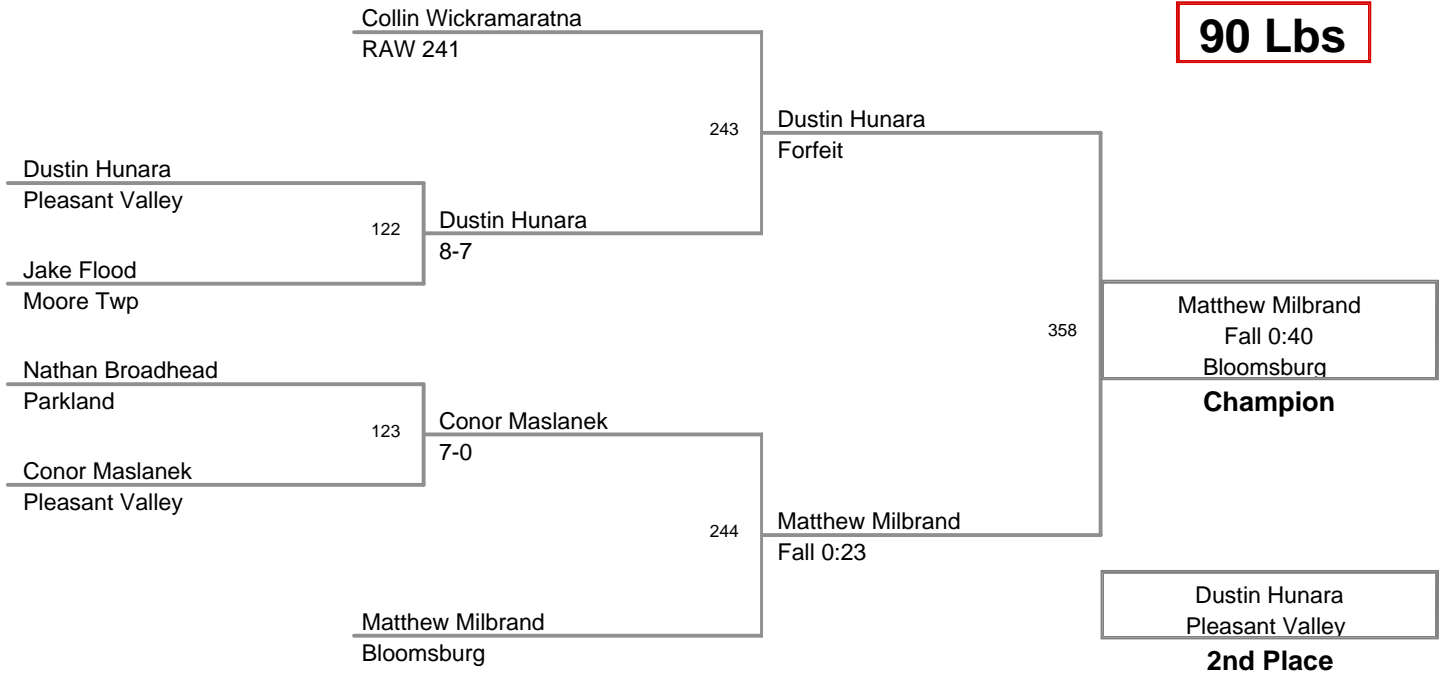 Collin Wickramaratna
RAW 241
90 Lbs
243
Dustin Hunara
Forfeit
Dustin Hunara
Pleasant Valley
122
Dustin Hunara
8-7
Jake Flood
Moore Twp
358
Matthew Milbrand
Fall 0:40
Bloomsburg
Champion
Nathan Broadhead
Parkland
123
Conor Maslanek
7-0
Conor Maslanek
Pleasant Valley
244
Matthew Milbrand
Fall 0:23
Matthew Milbrand
Bloomsburg
Dustin Hunara
Pleasant Valley
2nd Place